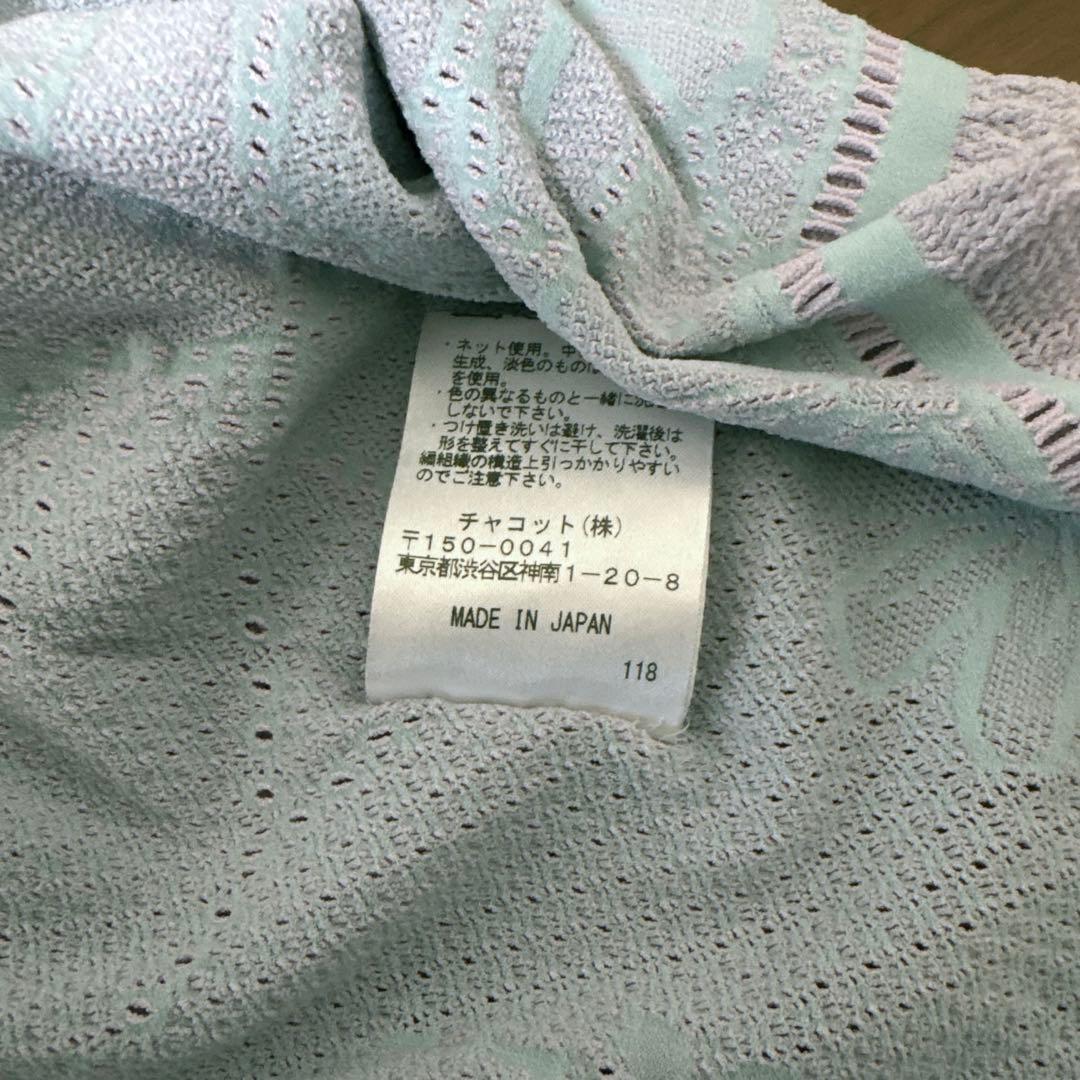 ・ネット使用。中
生成、淡色のものは
を使用。
・色の異なるものと一緒に洗
しないで下さい。
・つけ置き洗いは避け、洗濯後は
形を整えてすぐに干して下さい。
編組織の構造上引っかかりやすい
のでご注意下さい。
チャコット(株)
〒150-0041
東京都渋谷区神南1-20-8
MADE IN JAPAN
118